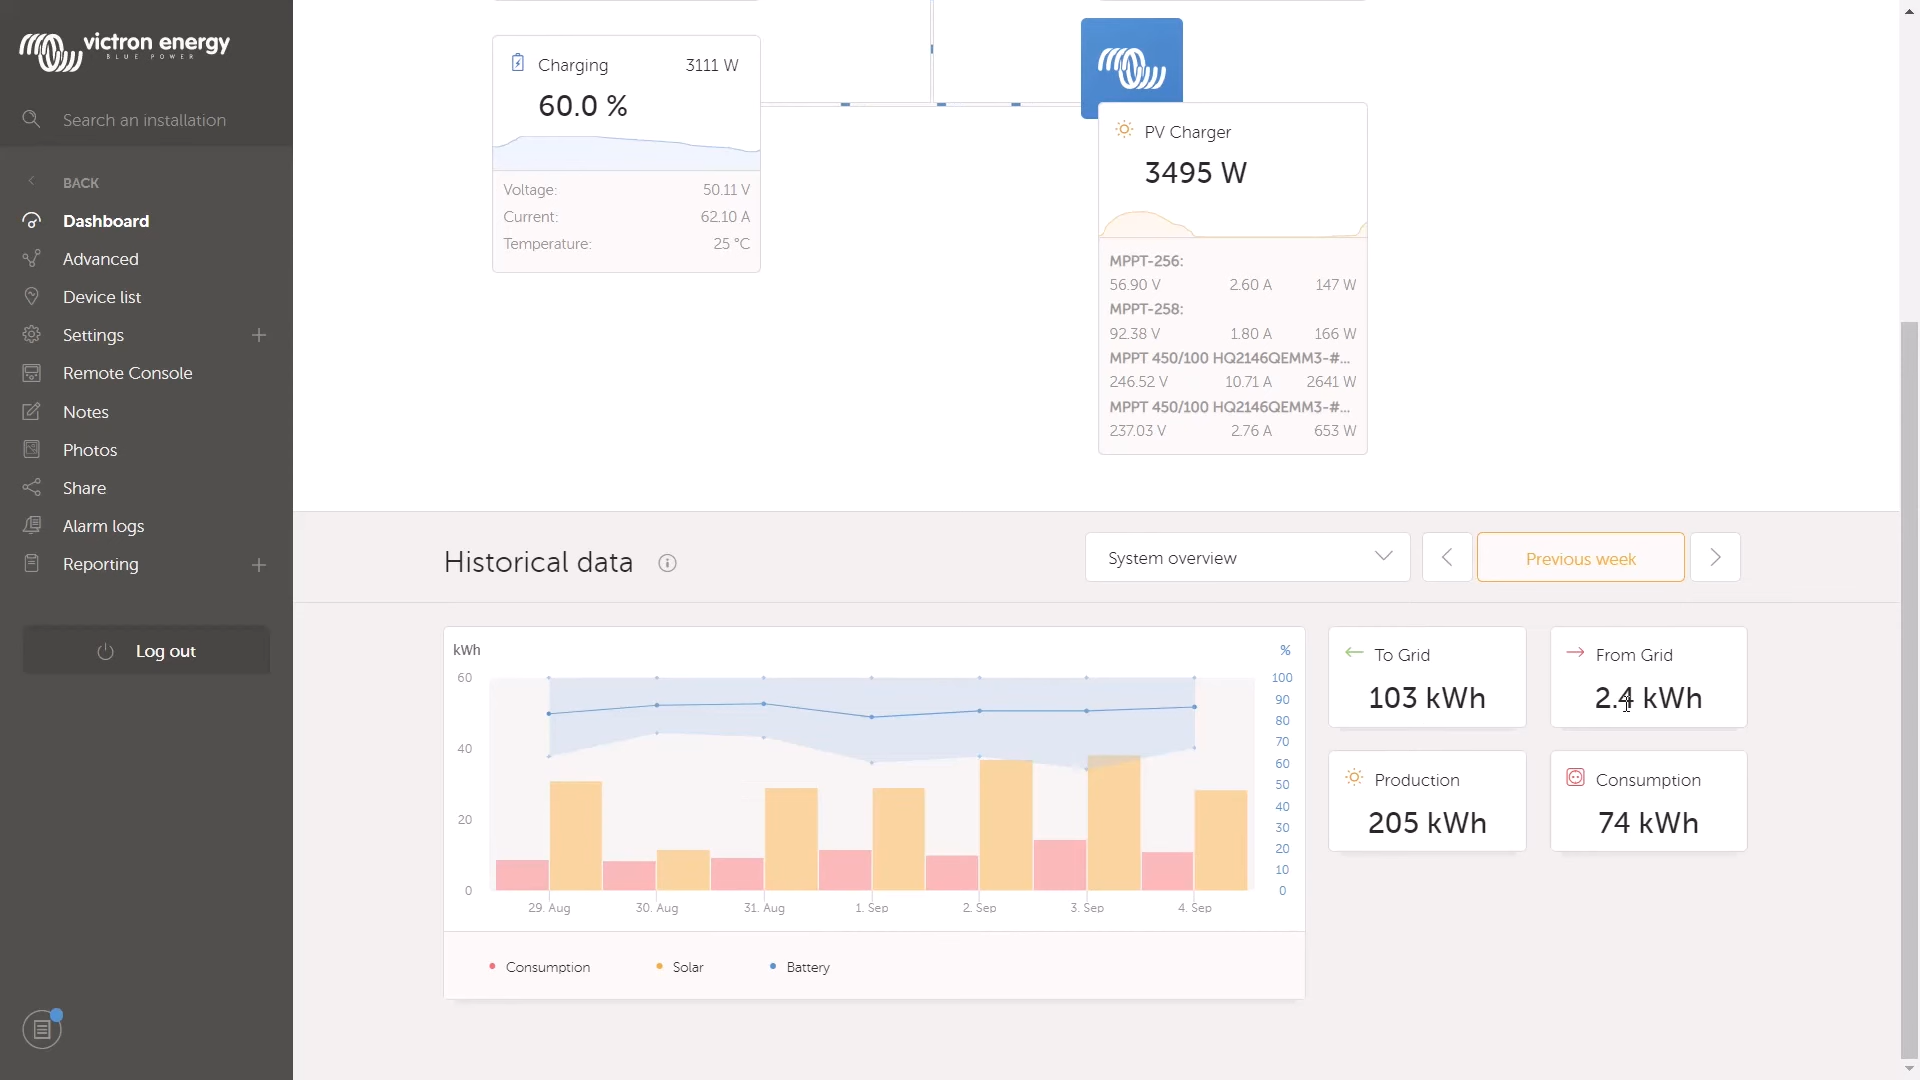 victron energy
BLUE POWER
Search an installation
BACK
Dashboard
Advanced
Device list
Settings
Remote Console
Notes
Photos
Share
Alarm logs
Reporting
Log out
Charging 3111 W
60.0 %
Voltage: 50.11 V
Current: 62.10 A
Temperature: 25 °C
PV Charger
3495 W
MPPT-256:
56.90 V 2.60 A 147 W
MPPT-258:
92.38 V 1.80 A 166 W
MPPT 450/100 HQ2146QEMM3-#...
246.52 V 10.71 A 2641 W
MPPT 450/100 HQ2146QEMM3-#...
237.03 V 2.76 A 653 W
Historical data
System overview
Previous week
kWh %
60
40
20
0
100
90
80
70
60
50
40
30
20
10
0
29. Aug 30. Aug 31. Aug 1. Sep 2. Sep 3. Sep 4. Sep
Consumption Solar Battery
To Grid
103 kWh
From Grid
2.4 kWh
Production
205 kWh
Consumption
74 kWh